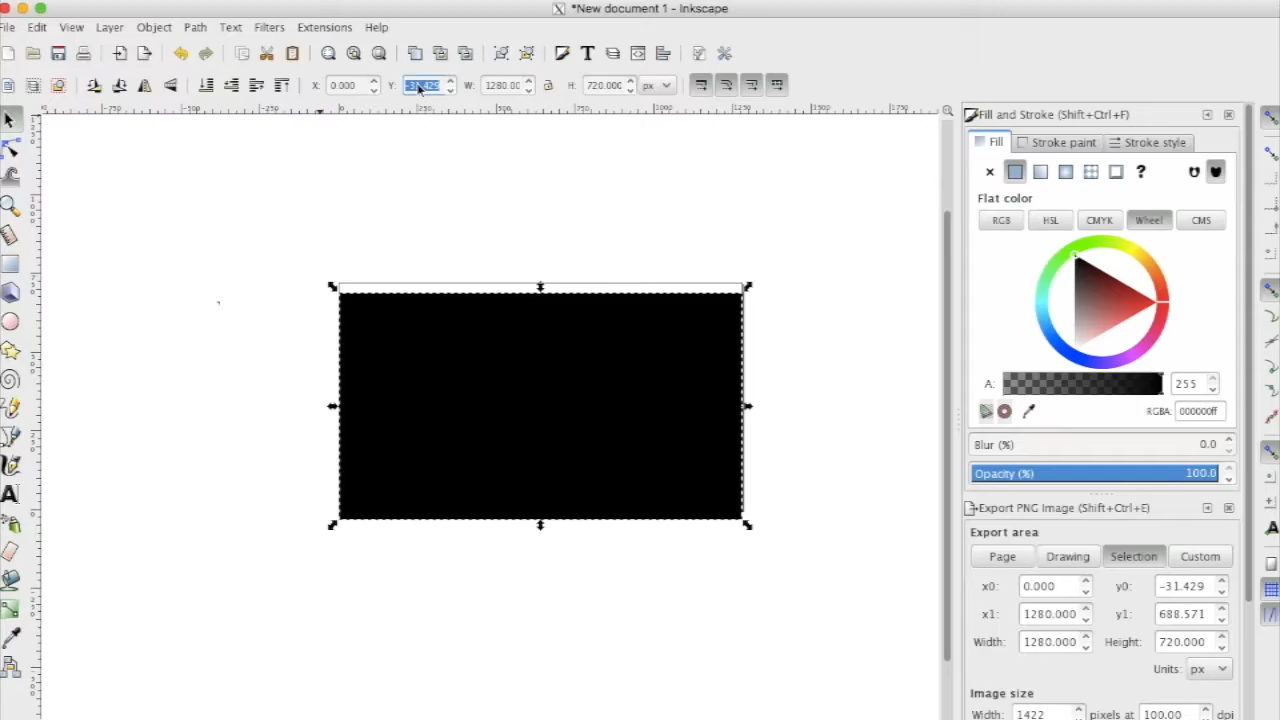 *New document 1 - Inkscape
File Edit View Layer Object Path Text Filters Extensions Help
X: 0.000 Y: -31.429 W: 1280.00 H: 720.000 px
Fill and Stroke (Shift+Ctrl+F)
Fill Stroke paint Stroke style
?
Flat color
RGB HSL CMYK Wheel CMS
A: 255
RGBA: 000000ff
Blur (%) 0.0
Opacity (%) 100.0
Export PNG Image (Shift+Ctrl+E)
Export area
Page Drawing Selection Custom
x0: 0.000 y0: -31.429
x1: 1280.000 y1: 688.571
Width: 1280.000 Height: 720.000
Units: px
Image size
Width: 1422 pixels at 100.00 dpi